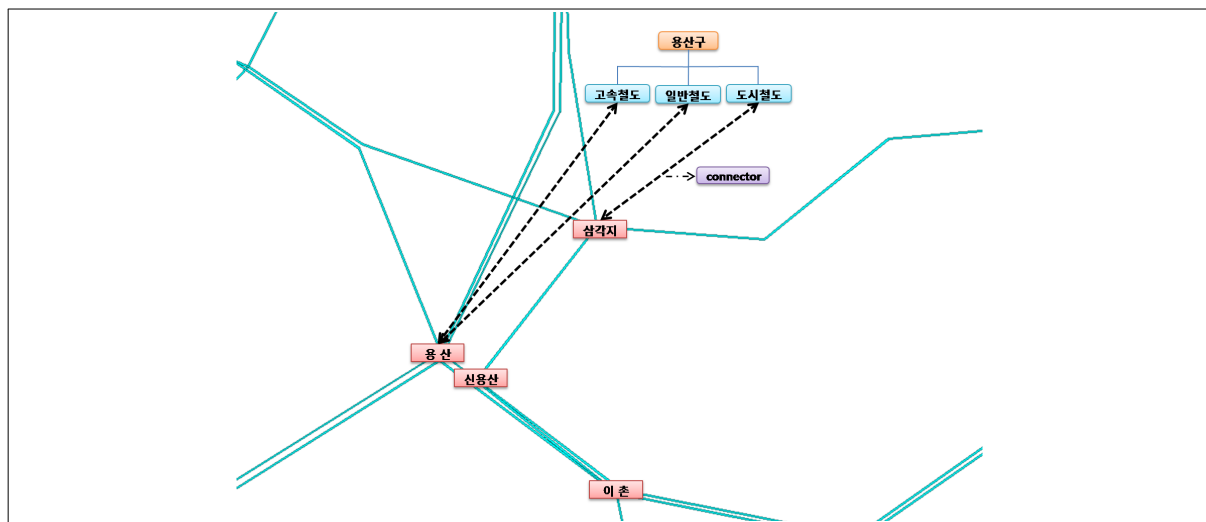 용산구
고속철도 일반철도 도시철도
connector
삼각지
용 산
신용산
이 촌